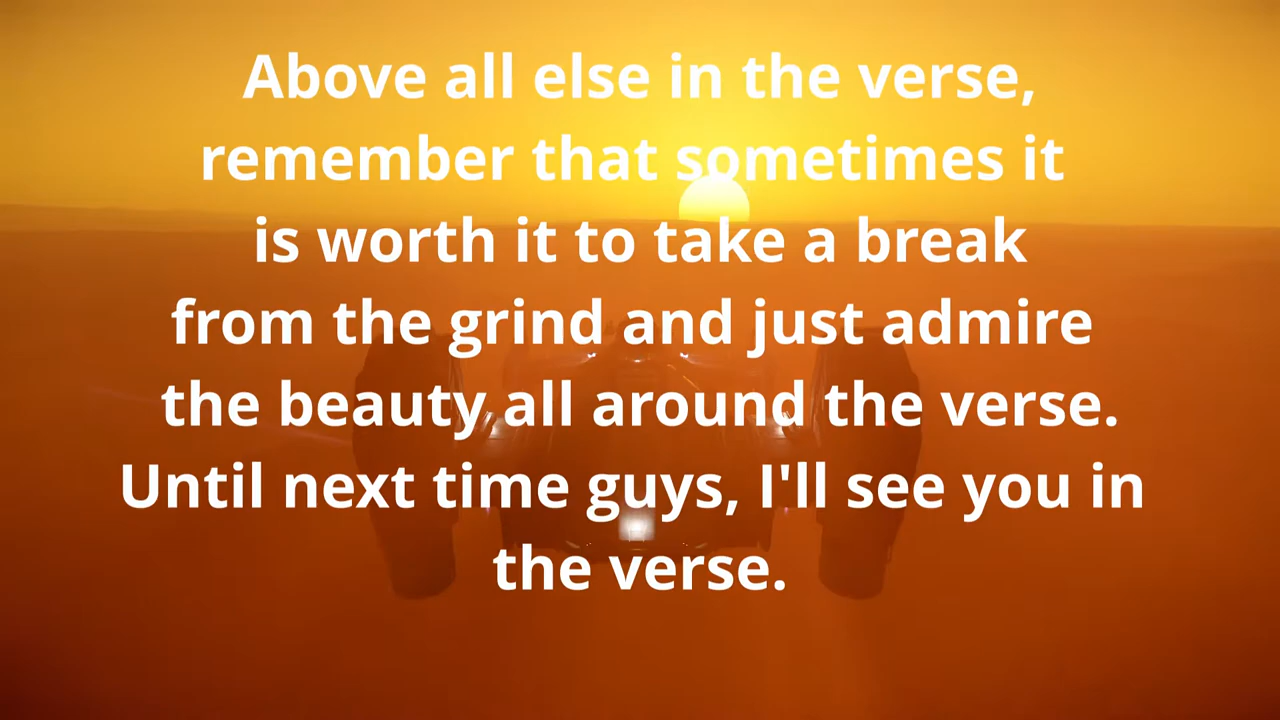 Above all else in the verse,
remember that sometimes it
is worth it to take a break
from the grind and just admire
the beauty all around the verse.
Until next time guys, I'll see you in
the verse.